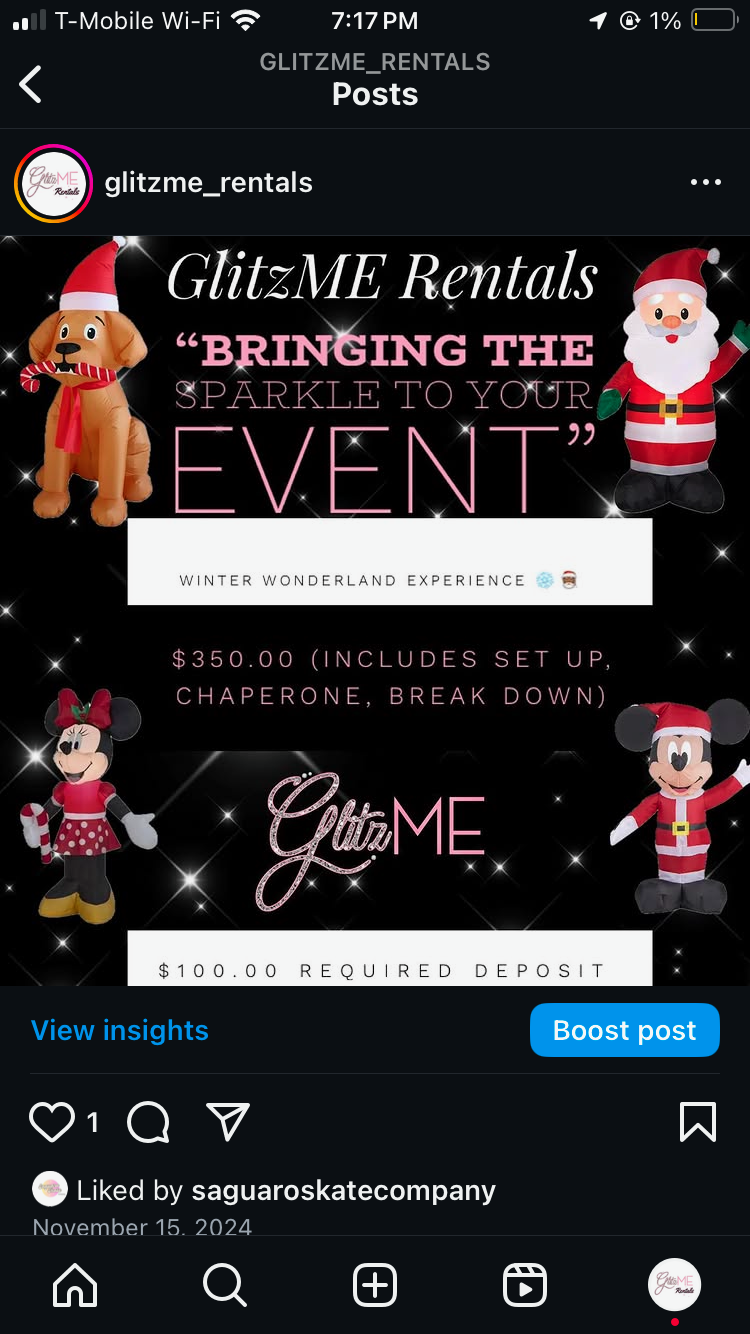 T-Mobile Wi-Fi 7:17 PM 1%
GLITZME_RENTALS
Posts
GlitzME Rentals
glitzme_rentals
GlitzME Rentals
“BRINGING THE
SPARKLE TO YOUR
EVENT”
WINTER WONDERLAND EXPERIENCE ❄️🎅🏾
$350.00 (INCLUDES SET UP,
CHAPERONE, BREAK DOWN)
GlitzME
$100.00 REQUIRED DEPOSIT
View insights
Boost post
1
Liked by saguaroskatecompany
November 15, 2024
GlitzME
Rentals